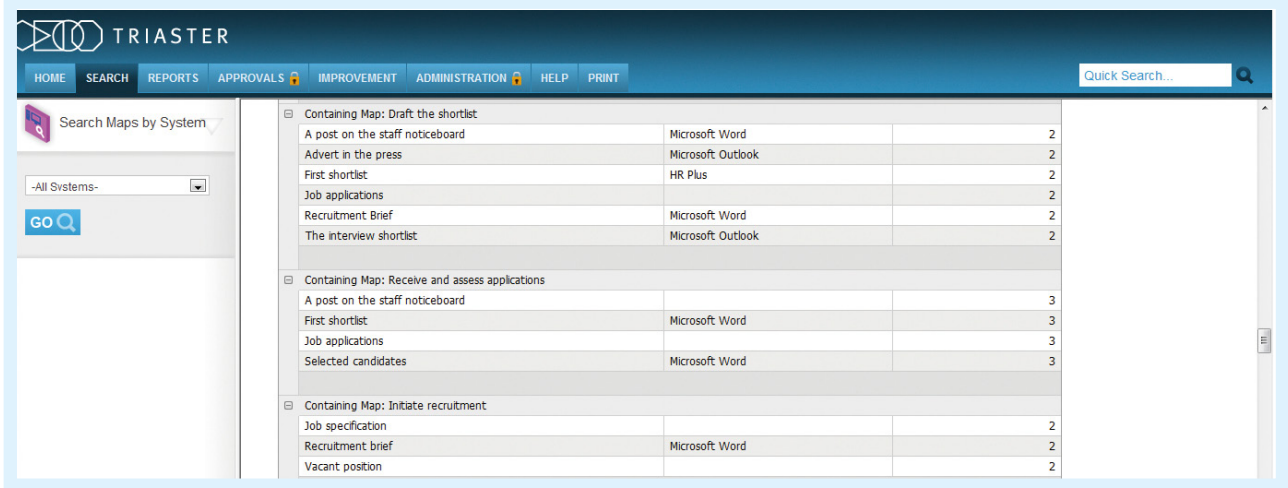 TRIASTER
HOME SEARCH REPORTS APPROVALS IMPROVEMENT ADMINISTRATION HELP PRINT Quick Search...
Search Maps by System
-All Systems-
GO
Containing Map: Draft the shortlist
A post on the staff noticeboard Microsoft Word 2
Advert in the press Microsoft Outlook 2
First shortlist HR Plus 2
Job applications 2
Recruitment Brief Microsoft Word 2
The interview shortlist Microsoft Outlook 2
Containing Map: Receive and assess applications
A post on the staff noticeboard 3
First shortlist Microsoft Word 3
Job applications 3
Selected candidates Microsoft Word 3
Containing Map: Initiate recruitment
Job specification 2
Recruitment brief Microsoft Word 2
Vacant position 2